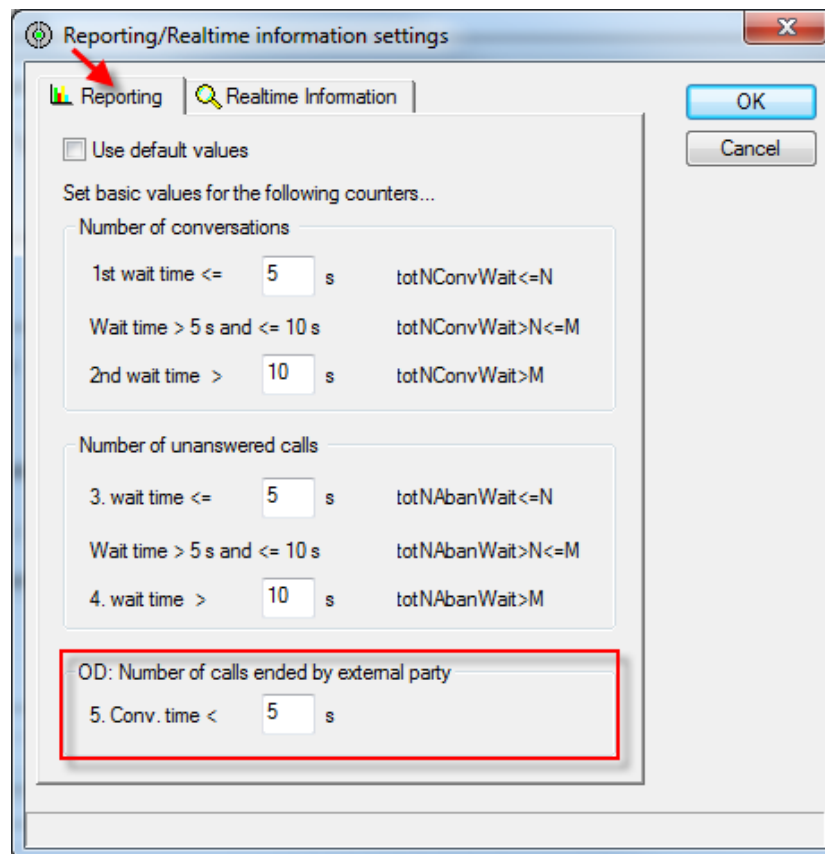 Reporting/Realtime information settings
Reporting
Realtime Information
OK
Cancel
Use default values
Set basic values for the following counters...
Number of conversations
1st wait time <= 5 s totNConvWait<=N
Wait time > 5 s and <= 10 s totNConvWait>N<=M
2nd wait time > 10 s totNConvWait>M
Number of unanswered calls
3. wait time <= 5 s totNAbanWait<=N
Wait time > 5 s and <= 10 s totNAbanWait>N<=M
4. wait time > 10 s totNAbanWait>M
OD: Number of calls ended by external party
5. Conv. time < 5 s